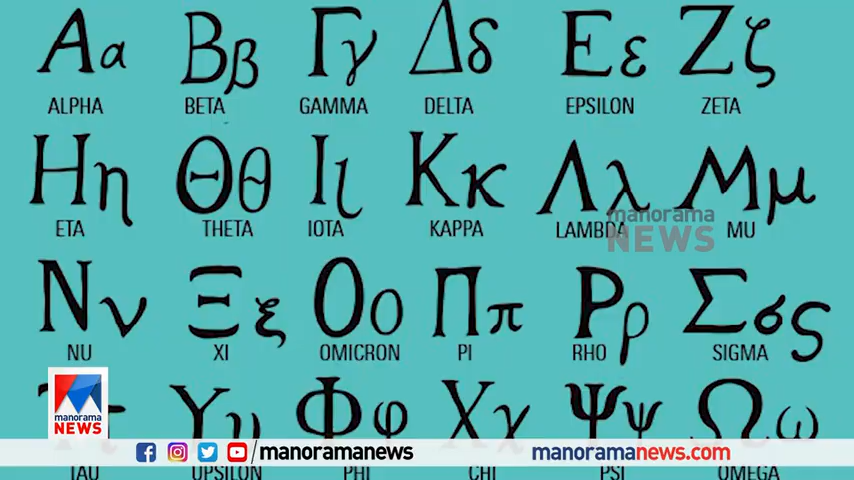 Αα Ββ Γγ Δδ Εε Ζζ
ALPHA BETA GAMMA DELTA EPSILON ZETA
Ηη Θθ Ιι Κκ Λλ Μμ
ETA THETA IOTA KAPPA LAMBDA MU
manorama
NEWS
Νν Ξξ Οο Ππ Ρρ Σσς
NU XI OMICRON PI RHO SIGMA
Υυ Φφ Χχ Ψψ Ωω
manorama
NEWS
manoramanews
manoramanews.com
TAU UPSILON PHI CHI PSI OMEGA